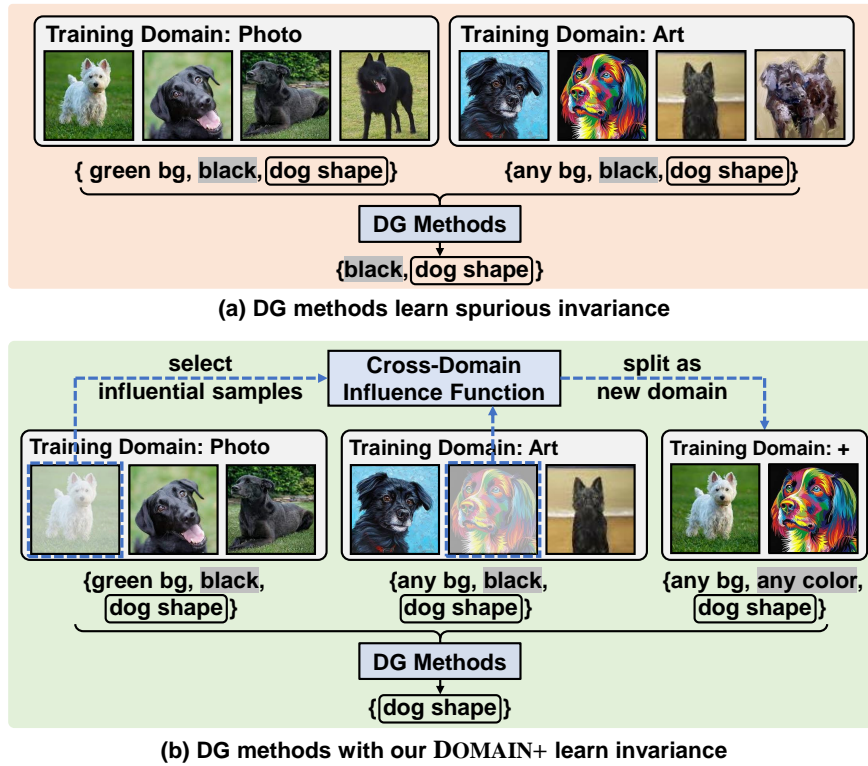 Training Domain: Photo
Training Domain: Art
{ green bg, black, dog shape }
{any bg, black, dog shape }
DG Methods
{black, dog shape }
(a) DG methods learn spurious invariance
select
influential samples
Cross-Domain
Influence Function
split as
new domain
Training Domain: Photo
Training Domain: Art
Training Domain: +
{green bg, black,
dog shape }
{any bg, black,
dog shape }
{any bg, any color,
dog shape }
DG Methods
{ dog shape }
(b) DG methods with our DOMAIN+ learn invariance